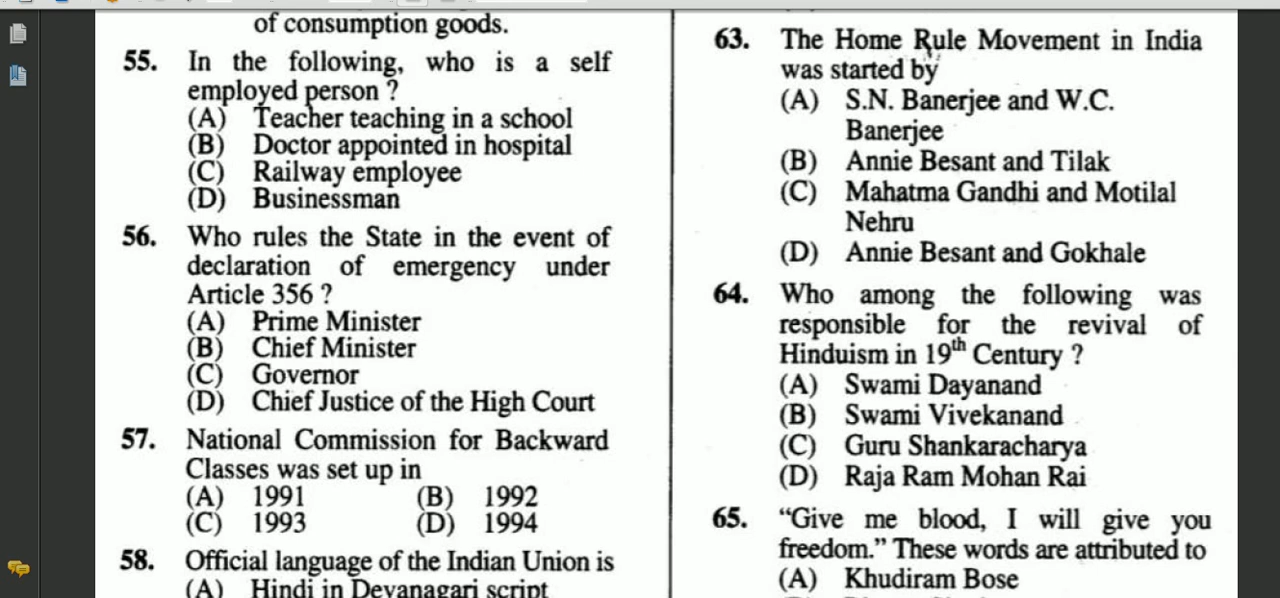 of consumption goods.
55. In the following, who is a self
employed person ?
(A) Teacher teaching in a school
(B) Doctor appointed in hospital
(C) Railway employee
(D) Businessman
56. Who rules the State in the event of
declaration of emergency under
Article 356 ?
(A) Prime Minister
(B) Chief Minister
(C) Governor
(D) Chief Justice of the High Court
57. National Commission for Backward
Classes was set up in
(A) 1991 (B) 1992
(C) 1993 (D) 1994
58. Official language of the Indian Union is
(A) Hindi in Devanagari script
63. The Home Rule Movement in India
was started by
(A) S.N. Banerjee and W.C.
Banerjee
(B) Annie Besant and Tilak
(C) Mahatma Gandhi and Motilal
Nehru
(D) Annie Besant and Gokhale
64. Who among the following was
responsible for the revival of
Hinduism in 19th Century ?
(A) Swami Dayanand
(B) Swami Vivekanand
(C) Guru Shankaracharya
(D) Raja Ram Mohan Rai
65. “Give me blood, I will give you
freedom.” These words are attributed to
(A) Khudiram Bose